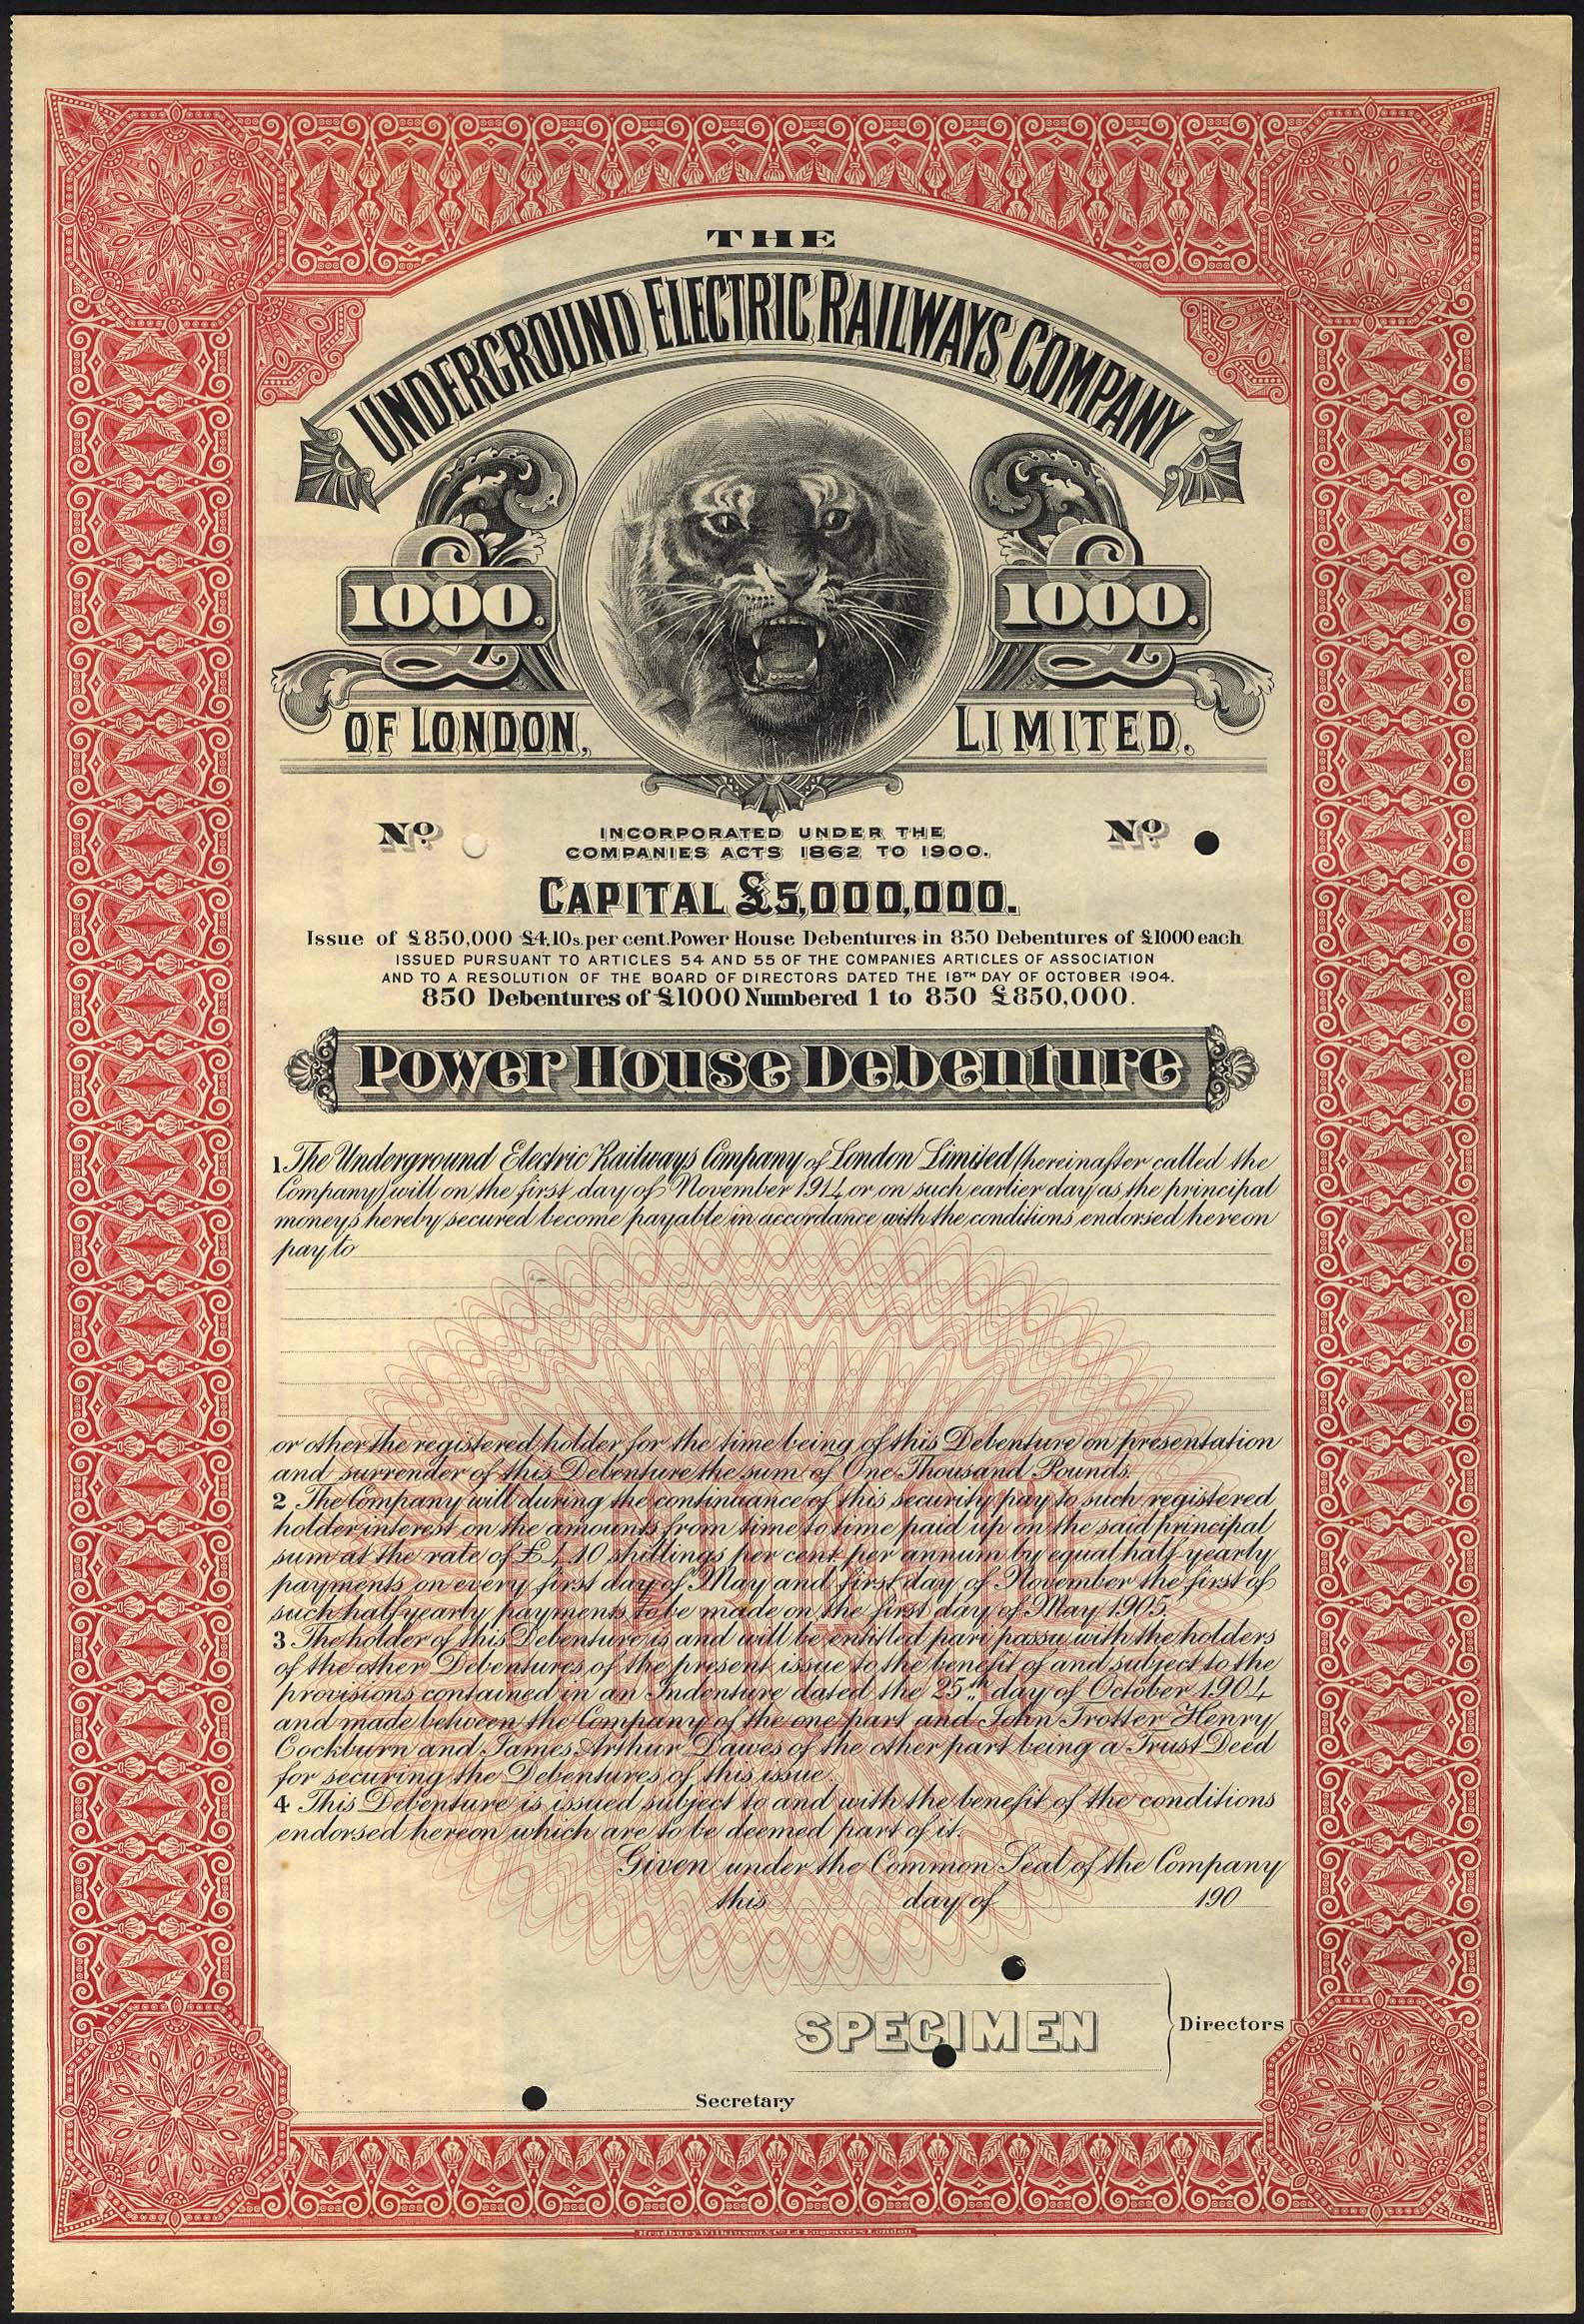 THE
UNDERGROUND ELECTRIC RAILWAYS COMPANY
£1000. £1000.
OF LONDON, LIMITED.
No No
INCORPORATED UNDER THE
COMPANIES ACTS 1862 TO 1900.
CAPITAL £5,000,000.
Issue of £850,000 £4.10s. per cent. Power House Debentures in 850 Debentures of £1000 each
ISSUED PURSUANT TO ARTICLES 54 AND 55 OF THE COMPANIES ARTICLES OF ASSOCIATION
AND TO A RESOLUTION OF THE BOARD OF DIRECTORS DATED THE 18TH DAY OF OCTOBER 1904.
850 Debentures of £1000 Numbered 1 to 850 £850,000.
Power House Debenture
1. The Underground Electric Railways Company of London Limited (hereinafter called the
Company) will on the first day of November 1914 or on such earlier day as the principal
moneys hereby secured become payable in accordance with the conditions endorsed hereon
pay to
or other the registered holder for the time being of this Debenture on presentation
and surrender of this Debenture the sum of One Thousand Pounds.
2 The Company will during the continuance of this security pay to such registered
holder interest on the amounts from time to time paid up on the said principal
sum at the rate of £4.10 shillings per cent per annum by equal half-yearly
payments on every first day of May and first day of November the first of
such half yearly payments to be made on the first day of May 1905.
3 The holder of this Debenture is and will be entitled pari passu with the holders
of the other Debentures of the present issue to the benefit of and subject to the
provisions contained in an Indenture dated the 25th day of October 1904
and made between the Company of the one part and John Trotter Henry
Cockburn and James Arthur Dawes of the other part being a Trust Deed
for securing the Debentures of this issue.
4 This Debenture is issued subject to and with the benefit of the conditions
endorsed hereon which are to be deemed part of it.
Given under the Common Seal of the Company
this day of 190
SPECIMEN
Directors
Secretary
Bradbury Wilkinson & Co Ld Engravers London